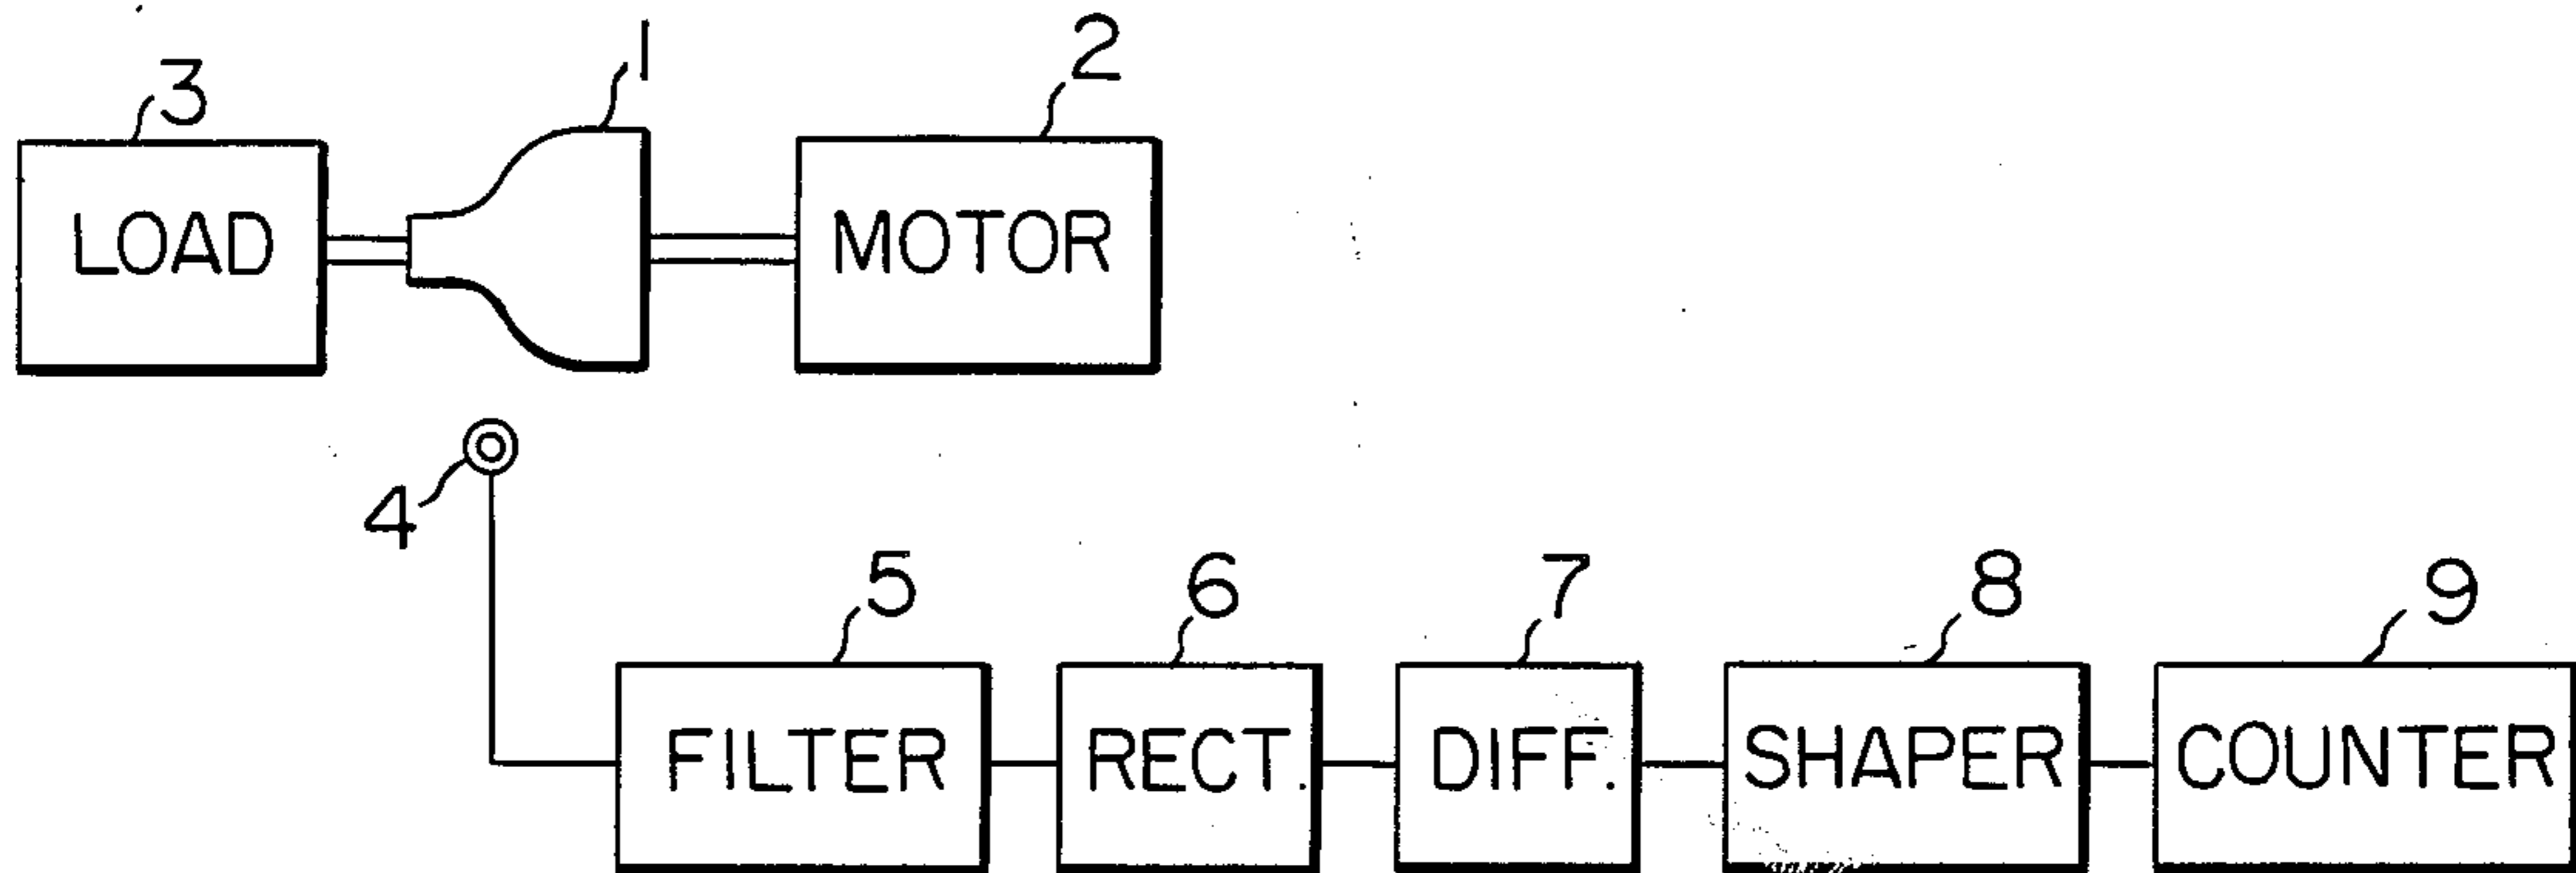 3
1
2
LOAD
MOTOR
4
5
6
7
8
9
FILTER
RECT.
DIFF.
SHAPER
COUNTER